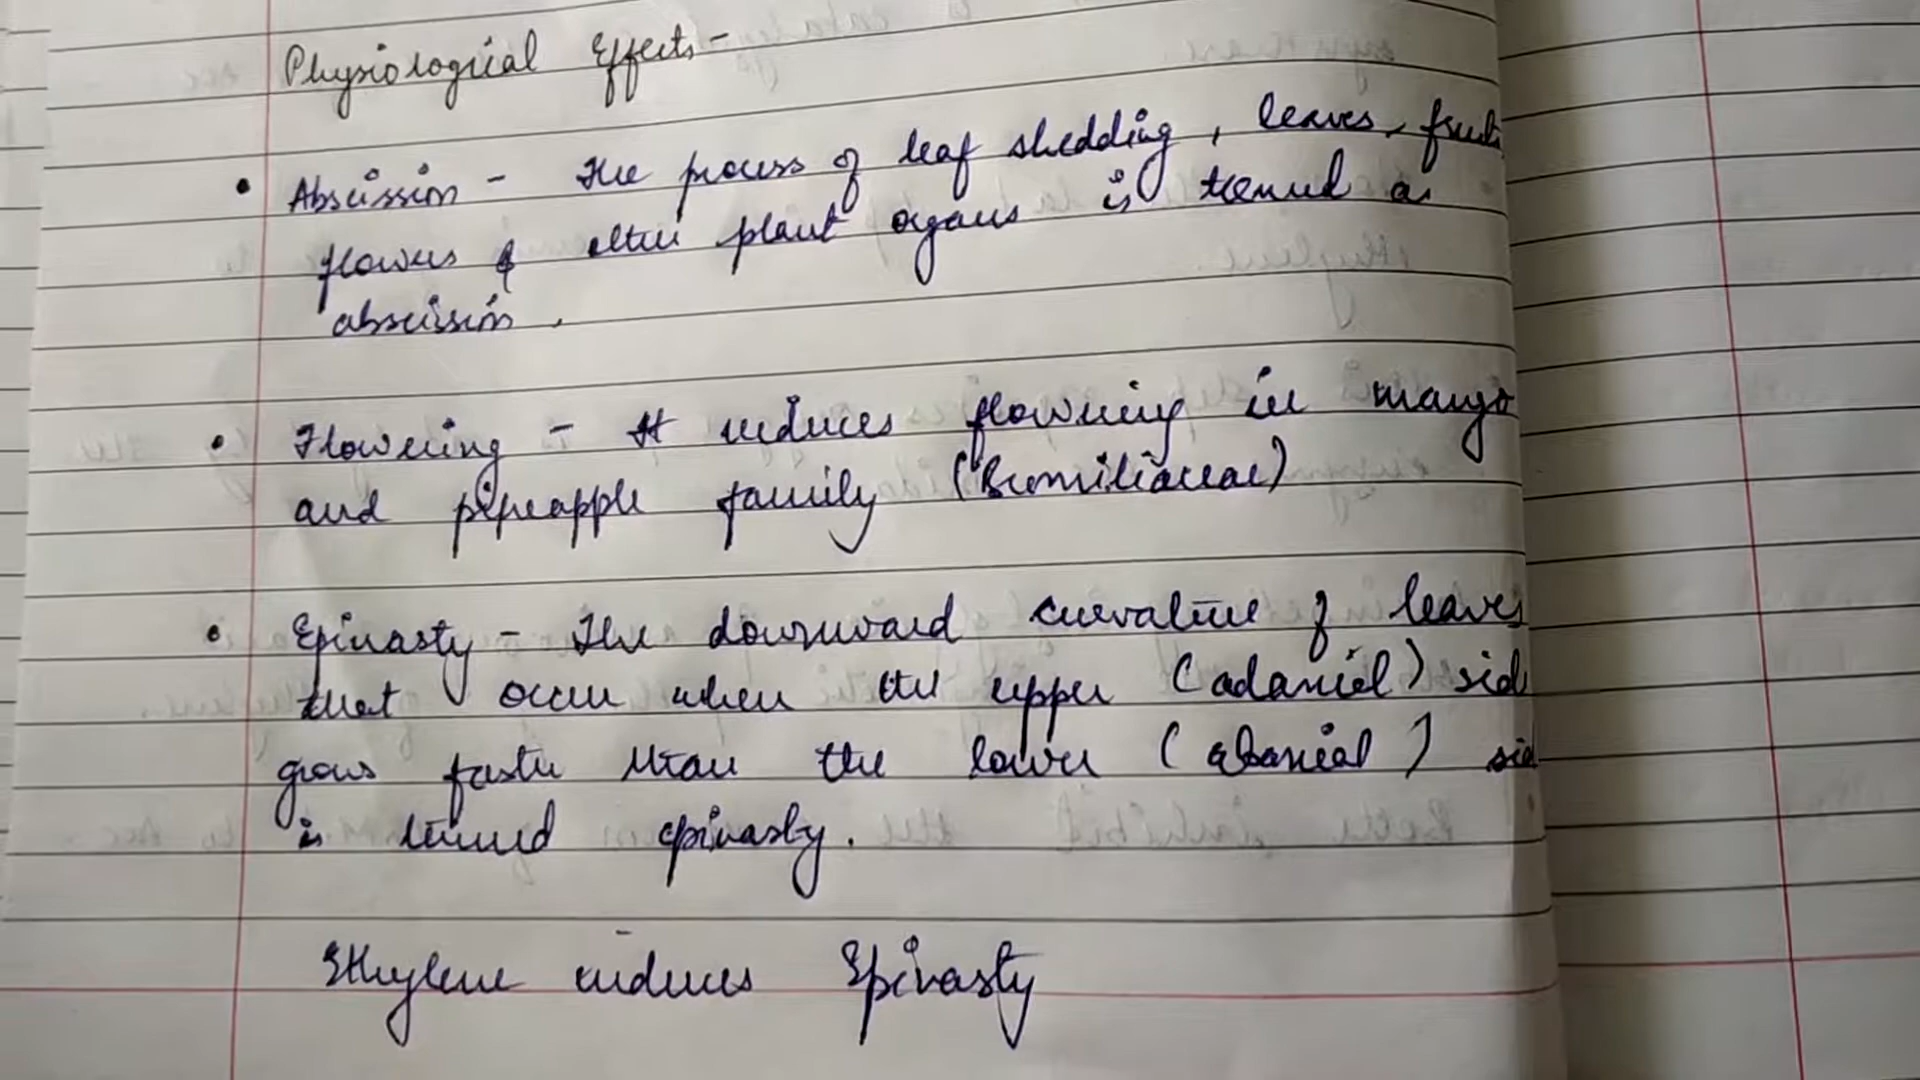 Physiological Effects-
• Abscission - The process of leaf shedding, leaves, fruits
flowers & other plant organs is termed as
abscission.
• Flowering - It induces flowering in mango
and pineapple family (Bromiliaceae)
• Epinasty - The downward curvature of leaves
that occur when the upper (adaxial) side
grows faster than the lower (abaxial) side
is termed epinasty.
Ethylene induces Epinasty